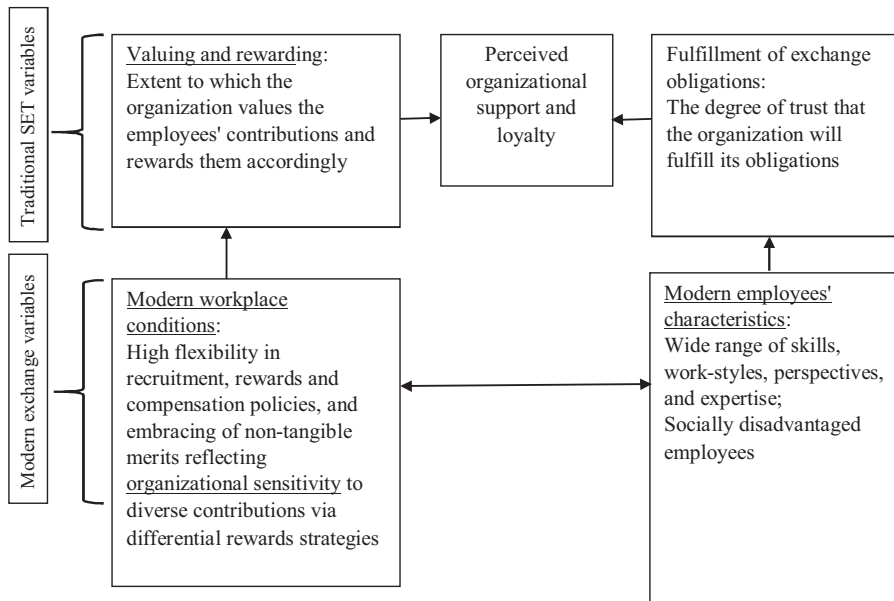 Traditional SET variables
Valuing and rewarding:
Extent to which the
organization values the
employees' contributions and
rewards them accordingly
Perceived
organizational
support and
loyalty
Fulfillment of exchange
obligations:
The degree of trust that
the organization will
fulfill its obligations
Modern exchange variables
Modern workplace
conditions:
High flexibility in
recruitment, rewards and
compensation policies, and
embracing of non-tangible
merits reflecting
organizational sensitivity to
diverse contributions via
differential rewards strategies
Modern employees'
characteristics:
Wide range of skills,
work-styles, perspectives,
and expertise;
Socially disadvantaged
employees